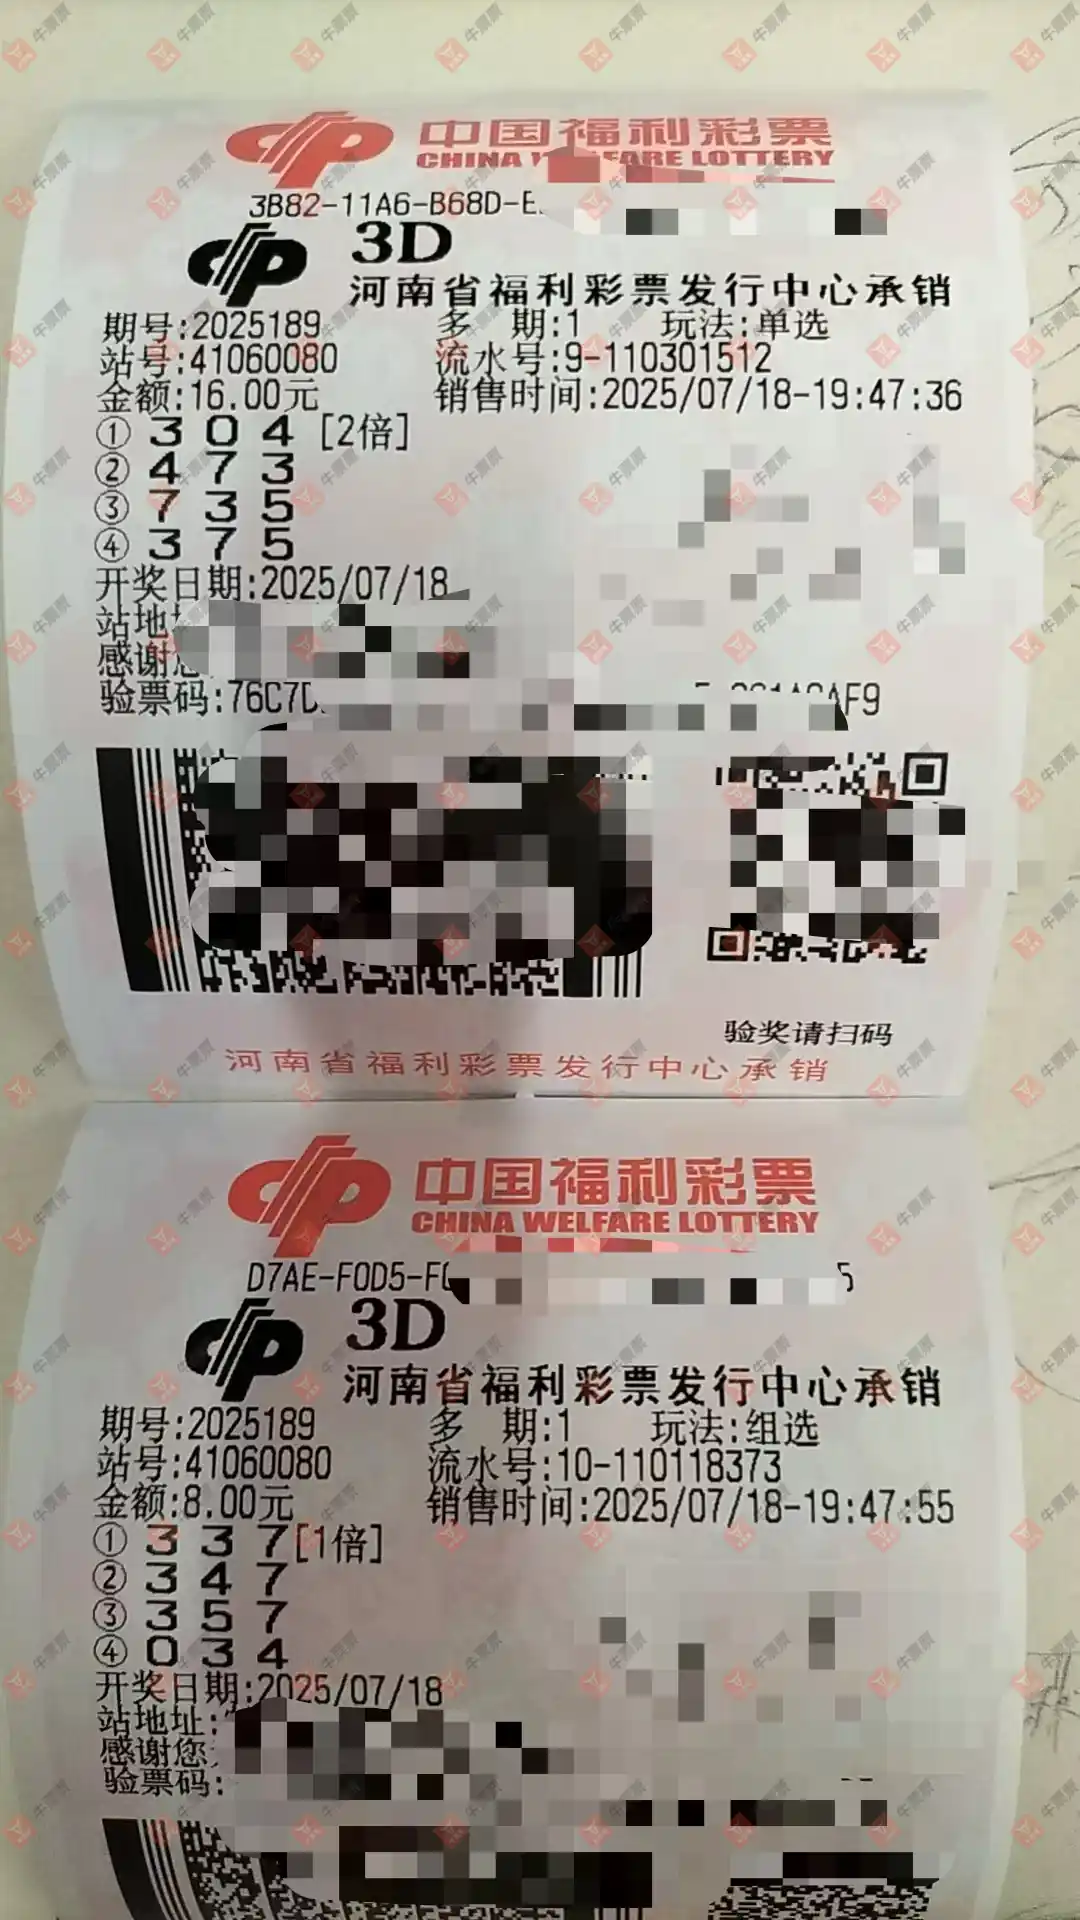 中国福利彩票
CHINA WELFARE LOTTERY
3B82-11A6-B68D-E
3D
河南省福利彩票发行中心承销
期号:2025189 多 期:1 玩法:单选
站号:41060080 流水号:9-110301512
金额:16.00元 销售时间:2025/07/18-19:47:36
① 3 0 4 [2倍]
② 4 7 3
③ 7 3 5
④ 3 7 5
开奖日期:2025/07/18
站地
感谢您
验票码:76C7D AF9
验奖请扫码
河南省福利彩票发行中心承销
中国福利彩票
CHINA WELFARE LOTTERY
D7AE-F0D5-F 5
3D
河南省福利彩票发行中心承销
期号:2025189 多 期:1 玩法:组选
站号:41060080 流水号:10-110118373
金额:8.00元 销售时间:2025/07/18-19:47:55
① 3 3 7 [1倍]
② 3 4 7
③ 3 5 7
④ 0 3 4
开奖日期:2025/07/18
站地址:
感谢您
验票码:
牛票票